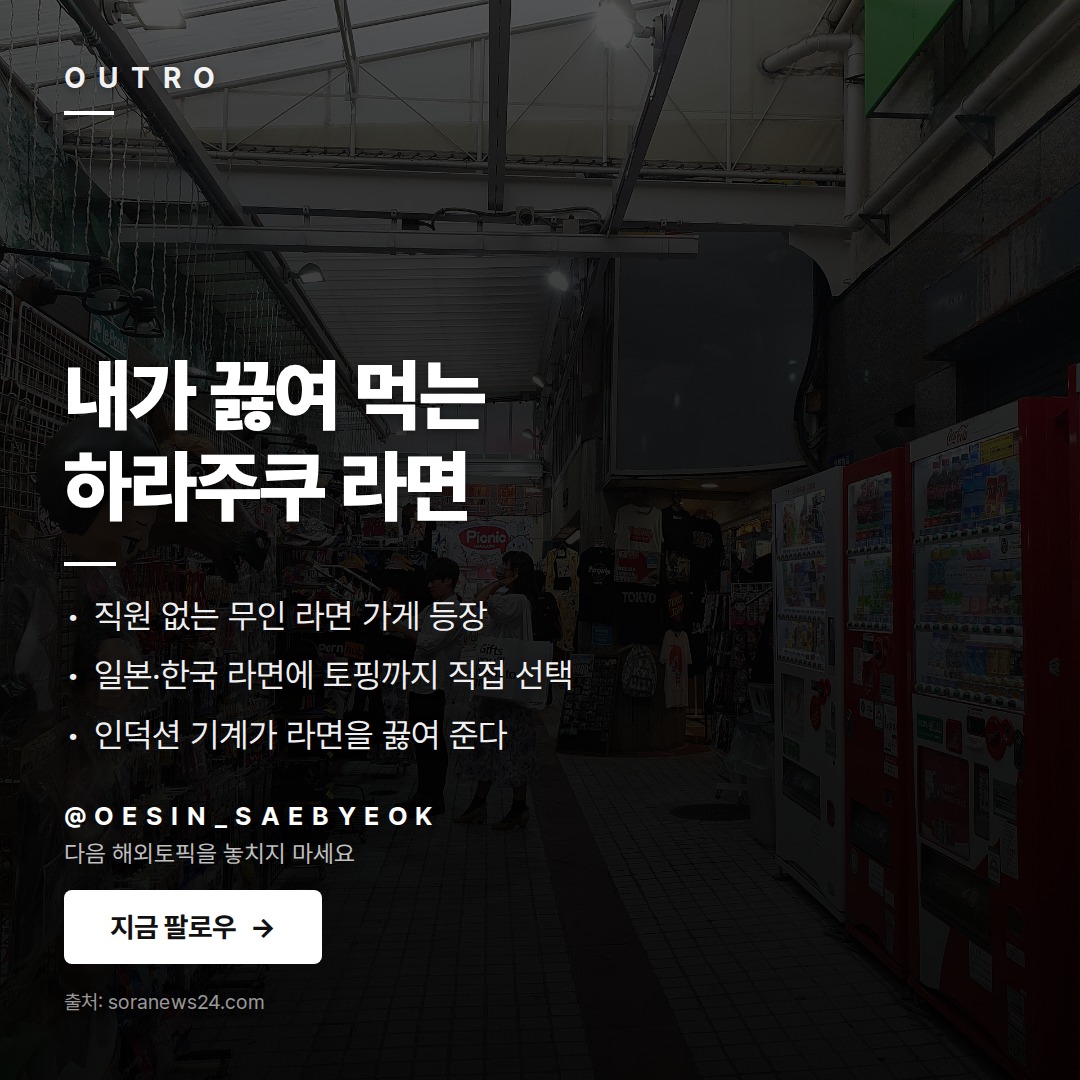 OUTRO
내가 끓여 먹는
하라주쿠 라면
Picnic
TOKYO
Gifts
• 직원 없는 무인 라면 가게 등장
• 일본·한국 라면에 토핑까지 직접 선택
• 인덕션 기계가 라면을 끓여 준다
@OESIN_SAEBYEOK
다음 해외토픽을 놓치지 마세요
지금 팔로우 →
출처: soranews24.com